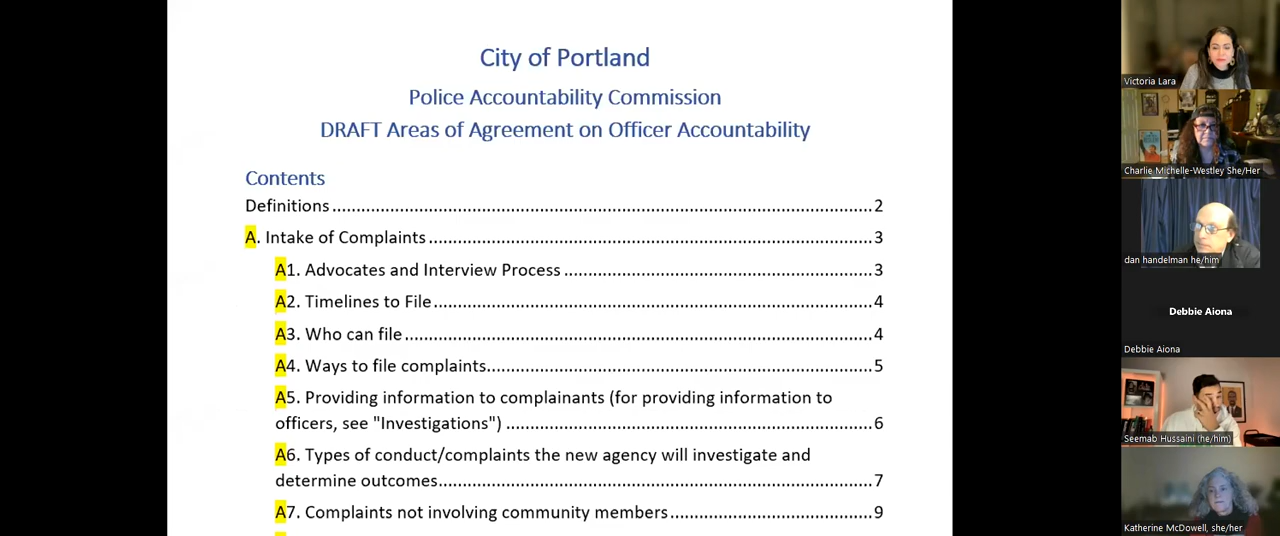 City of Portland
Police Accountability Commission
DRAFT Areas of Agreement on Officer Accountability
Contents
Definitions........................................................................................................2
A. Intake of Complaints........................................................................................3
A1. Advocates and Interview Process............................................................3
A2. Timelines to File........................................................................................4
A3. Who can file..............................................................................................4
A4. Ways to file complaints............................................................................5
A5. Providing information to complainants (for providing information to
officers, see "Investigations")........................................................................6
A6. Types of conduct/complaints the new agency will investigate and
determine outcomes......................................................................................7
A7. Complaints not involving community members........................................9
Victoria Lara
Charlie Michelle-Westley She/Her
dan handelman he/him
Debbie Aiona
Debbie Aiona
Seemab Hussaini (he/him)
Katherine McDowell, she/her